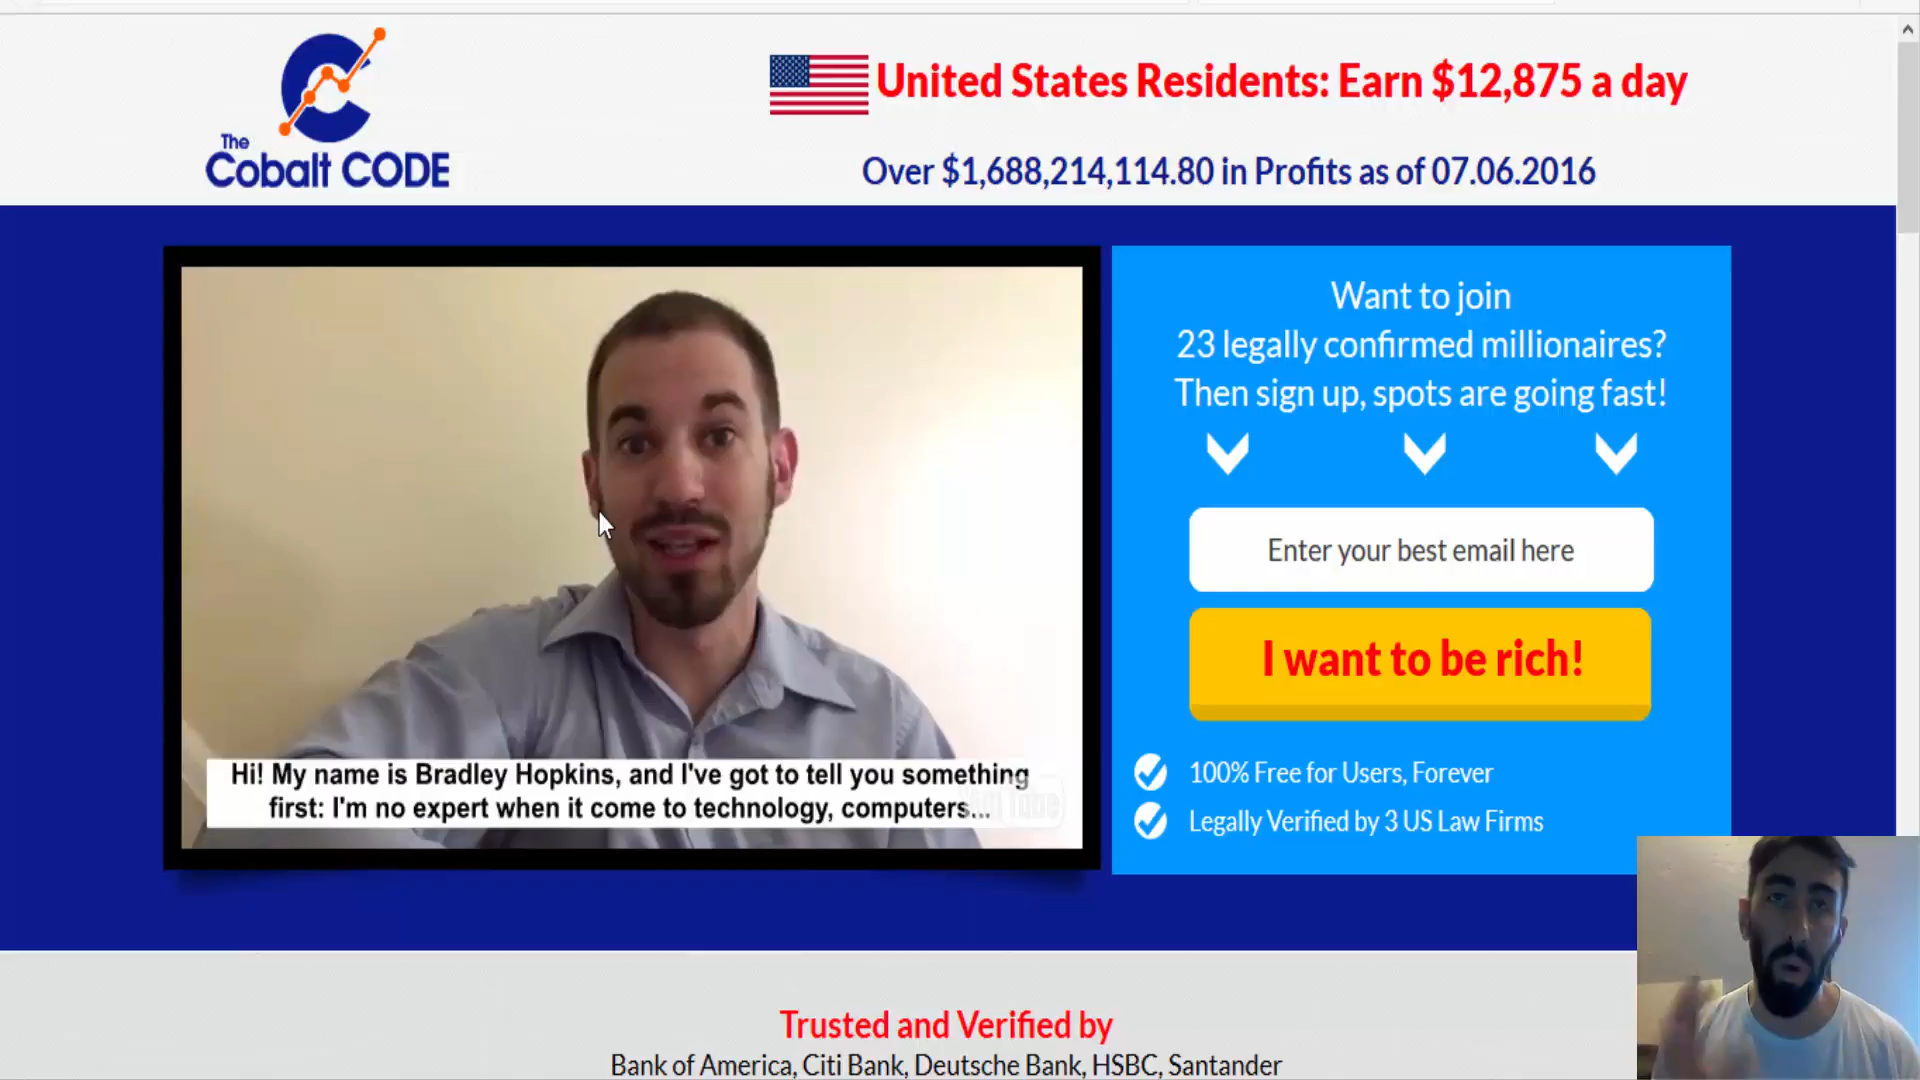 The
Cobalt CODE
United States Residents: Earn $12,875 a day
Over $1,688,214,114.80 in Profits as of 07.06.2016
Want to join
23 legally confirmed millionaires?
Then sign up, spots are going fast!
Enter your best email here
I want to be rich!
100% Free for Users, Forever
Legally Verified by 3 US Law Firms
Hi! My name is Bradley Hopkins, and I've got to tell you something
first: I'm no expert when it come to technology, computers...
YouTube
Trusted and Verified by
Bank of America, Citi Bank, Deutsche Bank, HSBC, Santander